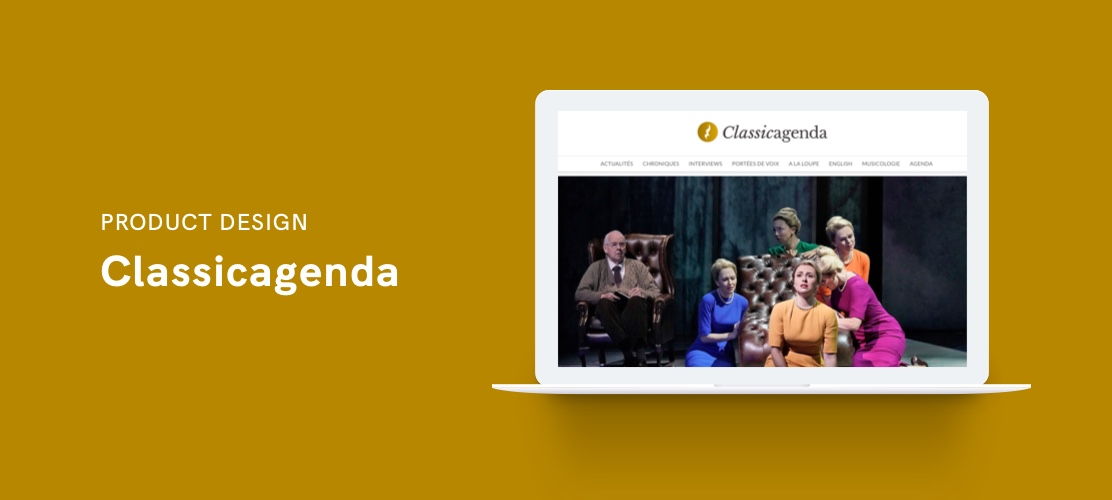 PRODUCT DESIGN
Classicagenda
Classicagenda
ACTUALITÉS CHRONIQUES INTERVIEWS PORTÉES DE VOIX A LA LOUPE ENGLISH MUSICOLOGIE AGENDA